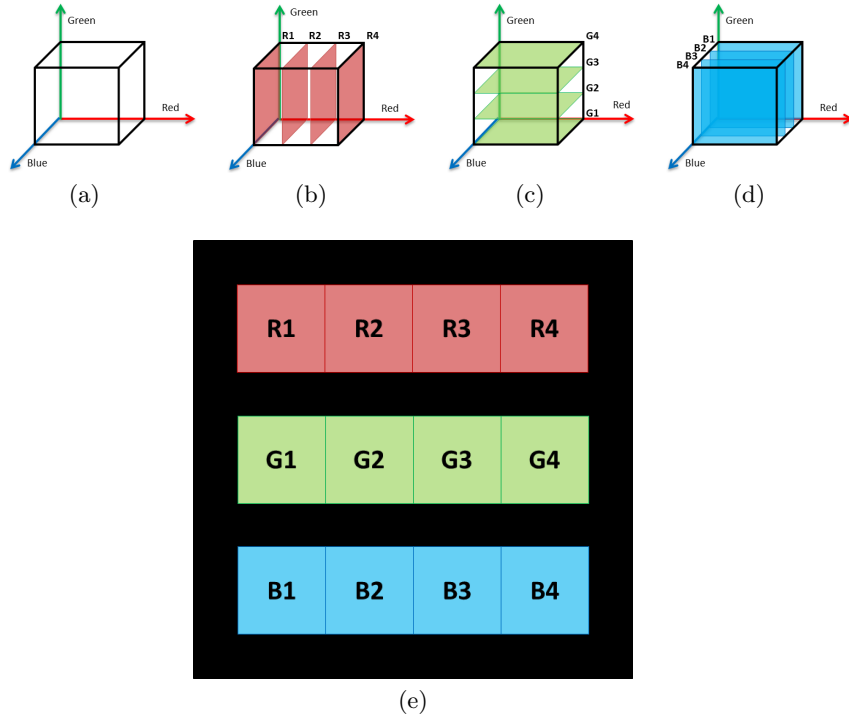 Green
Red
Blue
(a)
Green
R1 R2 R3 R4
Red
Blue
(b)
Green
G4
G3
G2
G1
Red
Blue
(c)
Green
B1
B2
B3
B4
Red
Blue
(d)
R1 R2 R3 R4
G1 G2 G3 G4
B1 B2 B3 B4
(e)